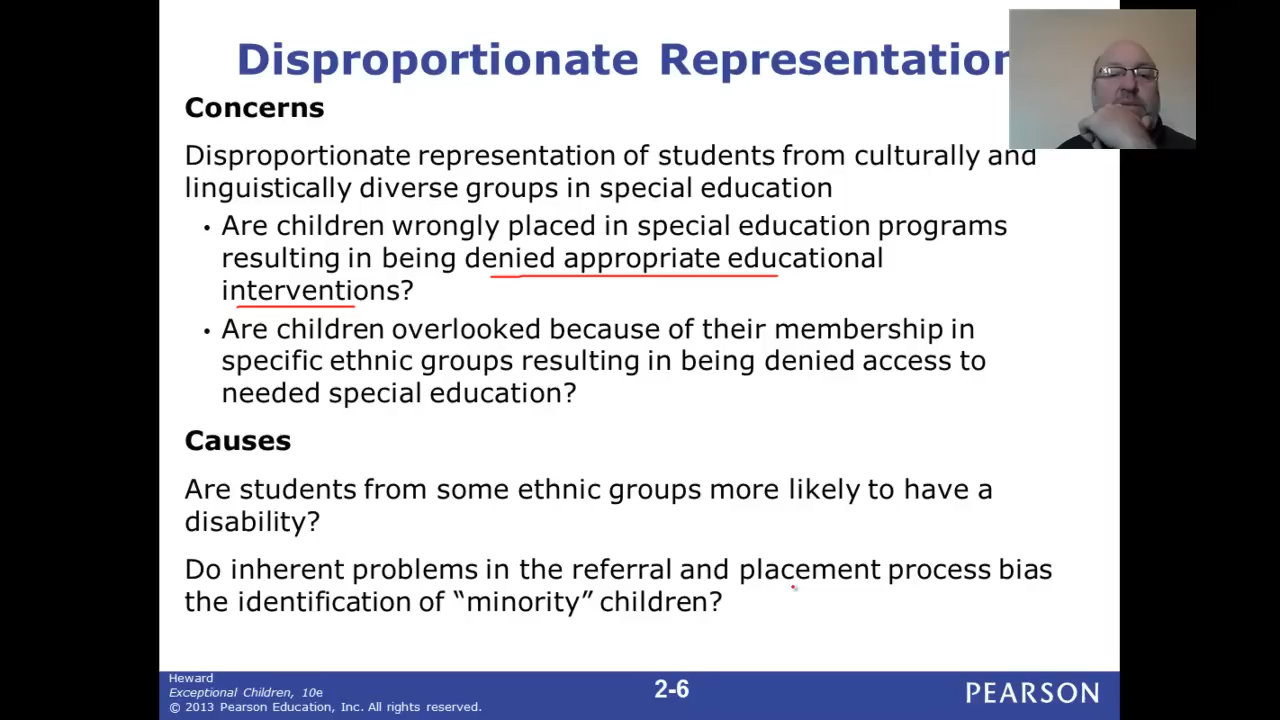 Disproportionate Representation
Concerns
Disproportionate representation of students from culturally and
linguistically diverse groups in special education
• Are children wrongly placed in special education programs
resulting in being denied appropriate educational
interventions?
• Are children overlooked because of their membership in
specific ethnic groups resulting in being denied access to
needed special education?
Causes
Are students from some ethnic groups more likely to have a
disability?
Do inherent problems in the referral and placement process bias
the identification of “minority” children?
Heward
Exceptional Children, 10e
© 2013 Pearson Education, Inc. All rights reserved.
2-6
PEARSON